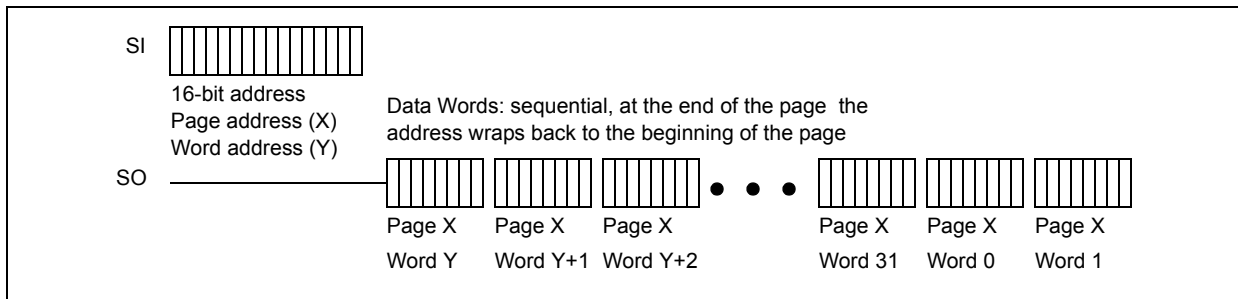 SI
16-bit address
Page address (X)
Word address (Y)
Data Words: sequential, at the end of the page the
address wraps back to the beginning of the page
SO
Page X Page X Page X Page X Page X Page X
Word Y Word Y+1 Word Y+2 Word 31 Word 0 Word 1